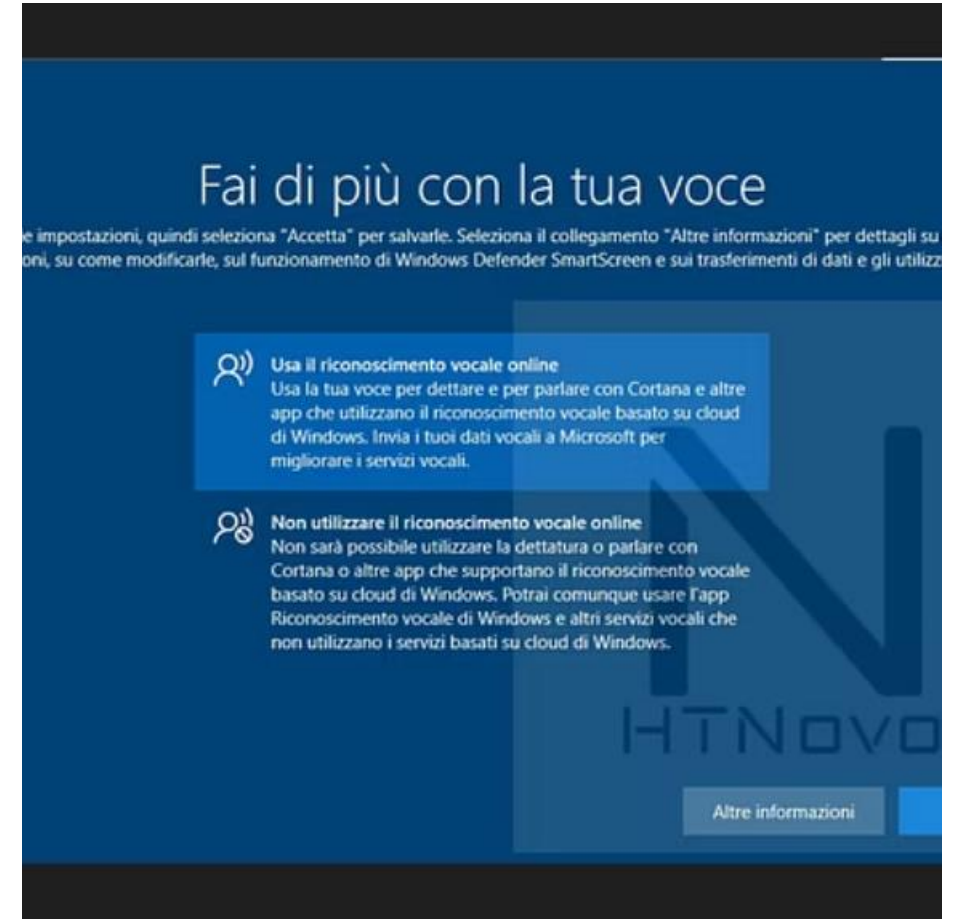 Fai di più con la tua voce
e impostazioni, quindi seleziona "Accetta" per salvarle. Seleziona il collegamento "Altre informazioni" per dettagli su
oni, su come modificarle, sul funzionamento di Windows Defender SmartScreen e sui trasferimenti di dati e gli utilizz
Usa il riconoscimento vocale online
Usa la tua voce per dettare e per parlare con Cortana e altre
app che utilizzano il riconoscimento vocale basato su cloud
di Windows. Invia i tuoi dati vocali a Microsoft per
migliorare i servizi vocali.
Non utilizzare il riconoscimento vocale online
Non sarà possibile utilizzare la dettatura o parlare con
Cortana o altre app che supportano il riconoscimento vocale
basato su cloud di Windows. Potrai comunque usare l'app
Riconoscimento vocale di Windows e altri servizi vocali che
non utilizzano i servizi basati su cloud di Windows.
N
HTNovo
Altre informazioni